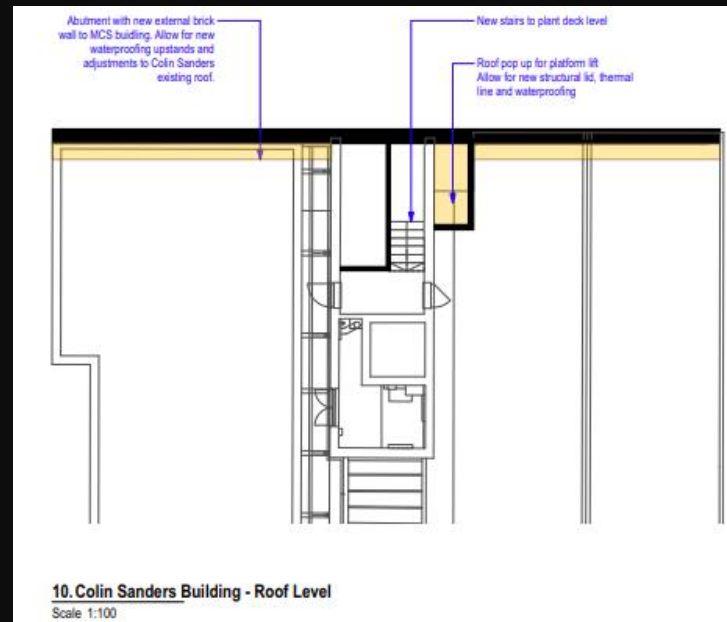 Abutment with new external brick
wall to MCS buidling. Allow for new
waterproofing upstands and
adjustments to Colin Sanders
existing roof.
New stairs to plant deck level
Roof pop up for platform lift
Allow for new structural lid, thermal
line and waterproofing
10. Colin Sanders Building - Roof Level
Scale 1:100